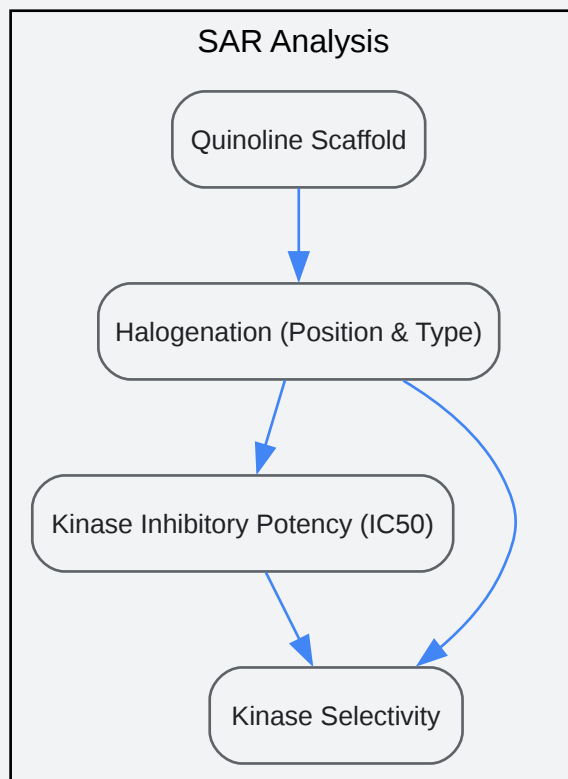 SAR Analysis
Quinoline Scaffold
Halogenation (Position & Type)
Kinase Inhibitory Potency (IC50)
Kinase Selectivity